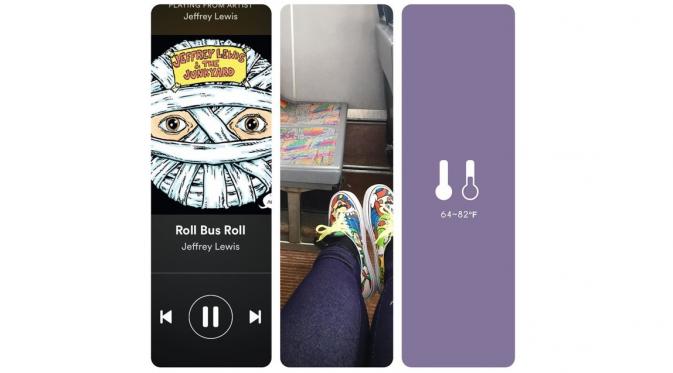 PLAYING FROM ARTIST
Jeffrey Lewis
JEFFREY LEWIS
& THE
JUNKYARD
Roll Bus Roll
Jeffrey Lewis
64-82°F